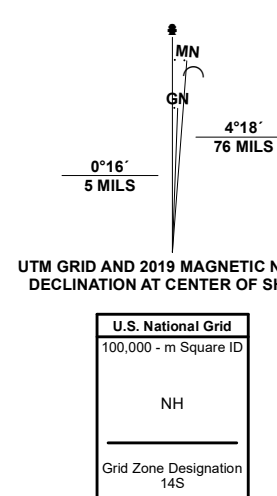 MN
GN
4°18´
76 MILS
0°16´
5 MILS
UTM GRID AND 2019 MAGNETIC N
DECLINATION AT CENTER OF SH
U.S. National Grid
100,000 - m Square ID
NH
Grid Zone Designation
14S